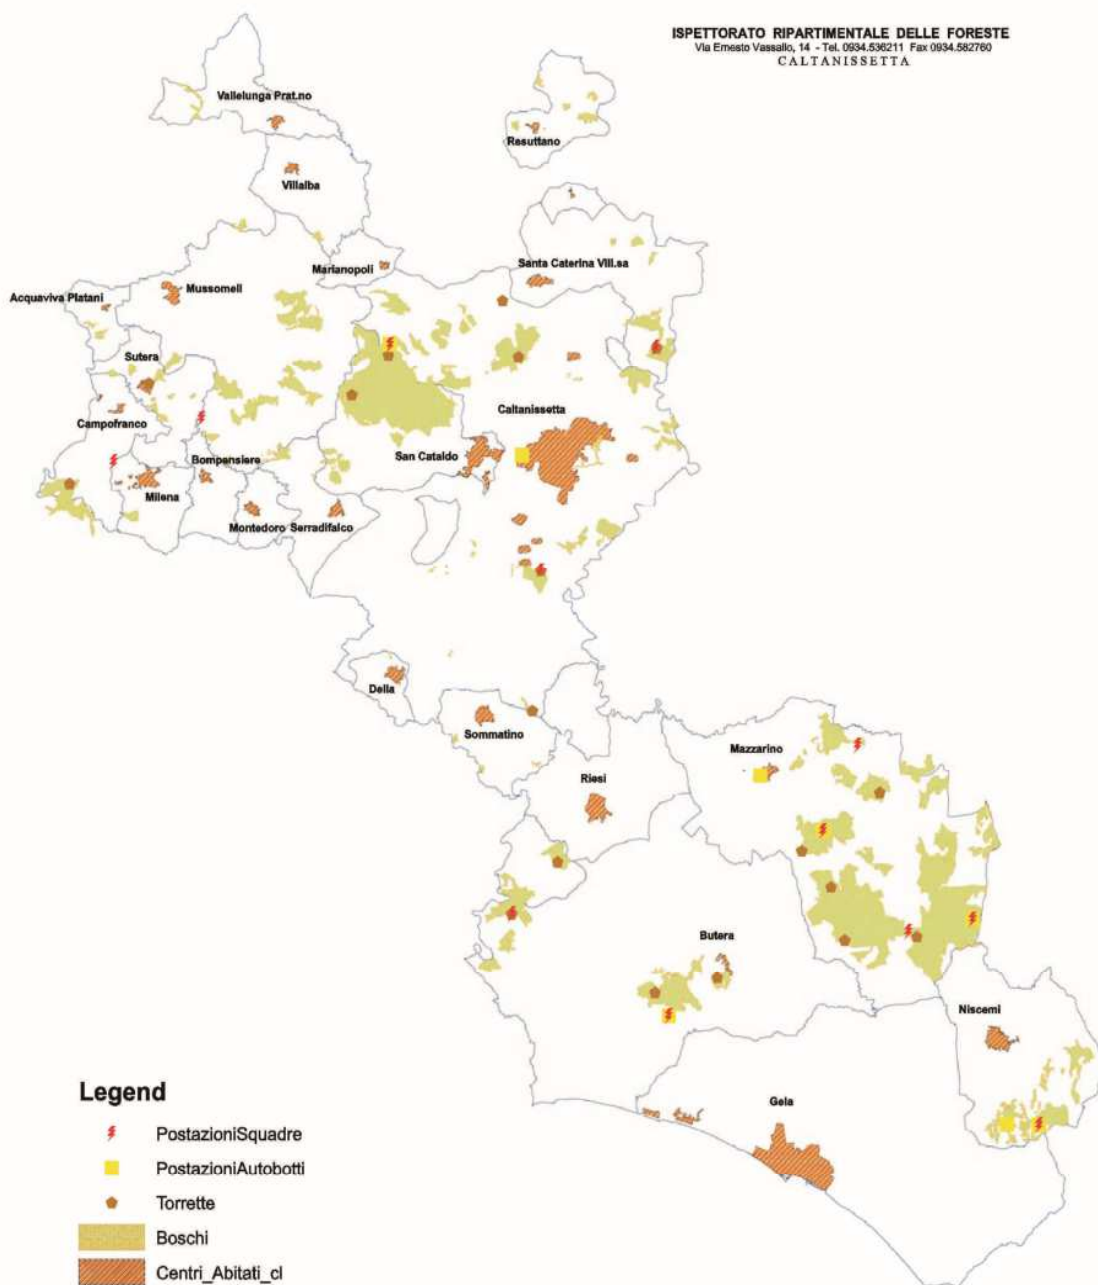 ISPETTORATO RIPARTIMENTALE DELLE FORESTE
Via Ernesto Vassallo, 14 - Tel. 0934.536211 Fax 0934.582760
CALTANISSETTA
Vallelunga Prat.no
Resuttano
Villalba
Marianopoli
Santa Caterina Vill.sa
Acquaviva Platani
Mussomeli
Sutera
Campofranco
Caltanissetta
San Cataldo
Bompensiere
Milena
Montedoro
Serradifalco
Delia
Sommatino
Mazzarino
Riesi
Butera
Niscemi
Gela
Legend
PostazioniSquadre
PostazioniAutobotti
Torrette
Boschi
Centri_Abitati_cl